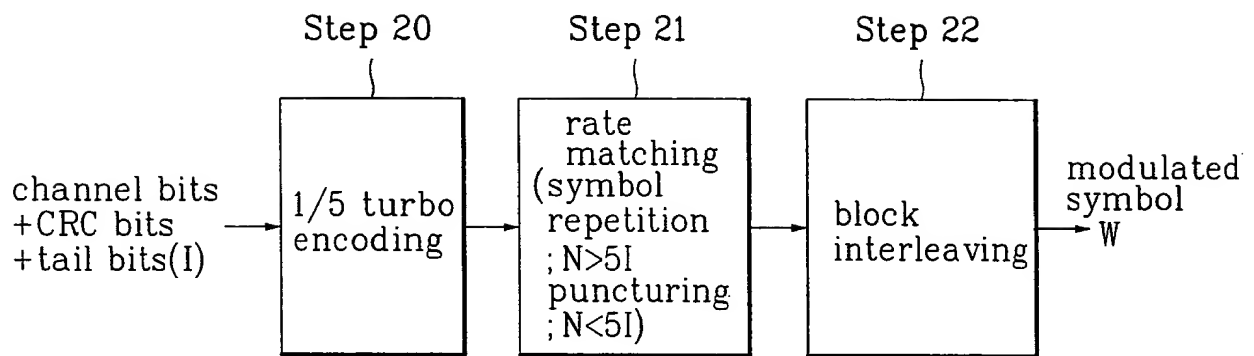 Step 20
Step 21
Step 22
channel bits
+CRC bits
+tail bits(I)
1/5 turbo
encoding
rate
matching
(symbol
repetition
;N>5I
puncturing
;N<5I)
block
interleaving
modulated
symbol
W